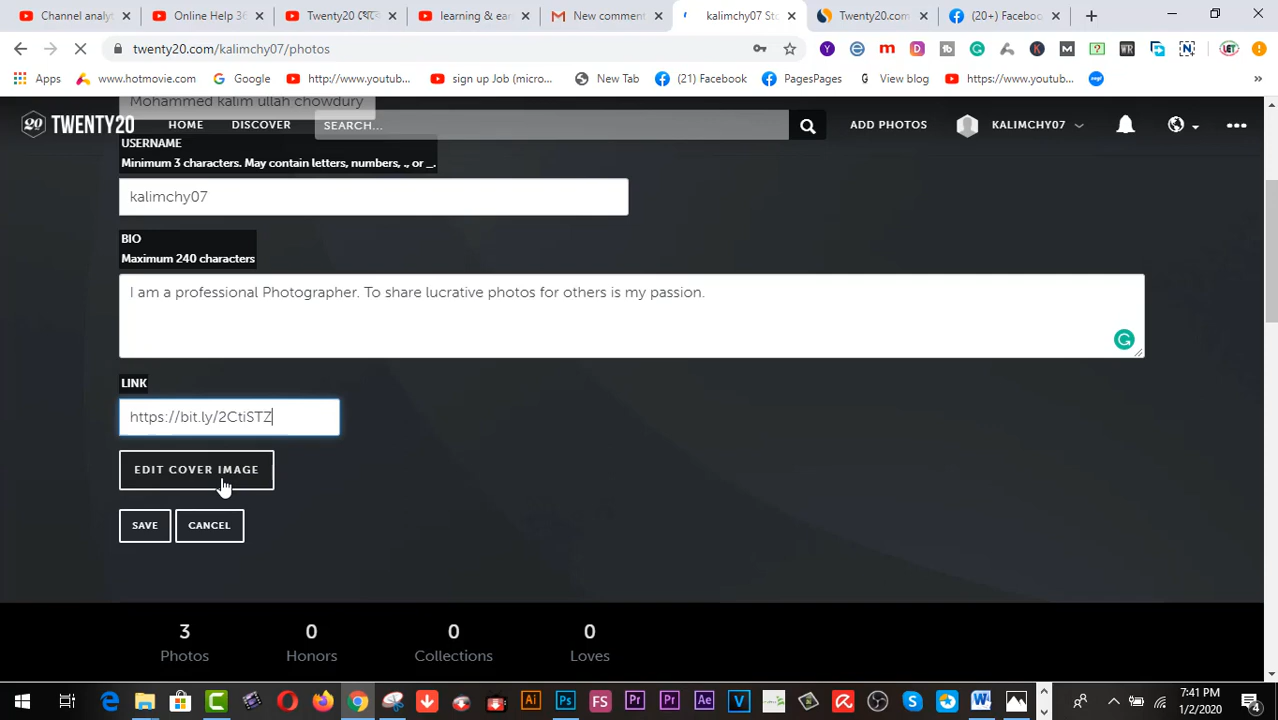 Channel analyt
Online Help 36
Twenty20
learning & ear
New comment
kalimchy07 Sto
Twenty20.com
(20+) Faceboo
twenty20.com/kalimchy07/photos
Apps
www.hotmovie.com
Google
http://www.youtub...
sign up Job (micro...
New Tab
(21) Facebook
PagesPages
View blog
https://www.youtub...
»
Mohammed kalim ullah chowdury
20 TWENTY20
HOME
DISCOVER
SEARCH...
ADD PHOTOS
KALIMCHY07
USERNAME
Minimum 3 characters. May contain letters, numbers, ., or _.
kalimchy07
BIO
Maximum 240 characters
I am a professional Photographer. To share lucrative photos for others is my passion.
LINK
https://bit.ly/2CtiSTZ
EDIT COVER IMAGE
SAVE
CANCEL
3
0
0
0
Photos
Honors
Collections
Loves
7:41 PM
1/2/2020
4